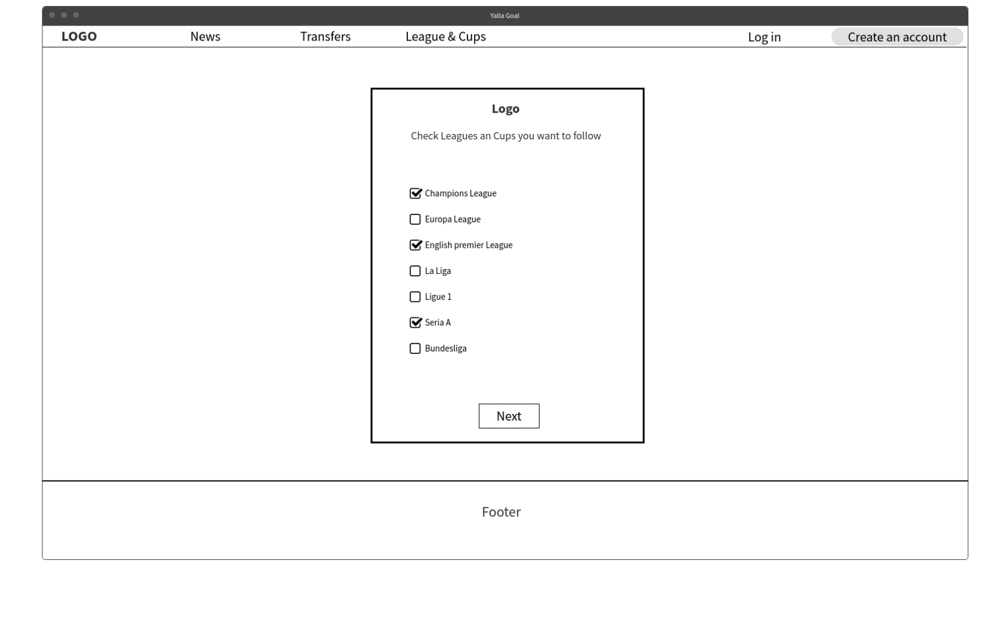 Yalla Goal
LOGO News Transfers League & Cups Log in Create an account
Logo
Check Leagues an Cups you want to follow
Champions League
Europa League
English premier League
La Liga
Ligue 1
Seria A
Bundesliga
Next
Footer